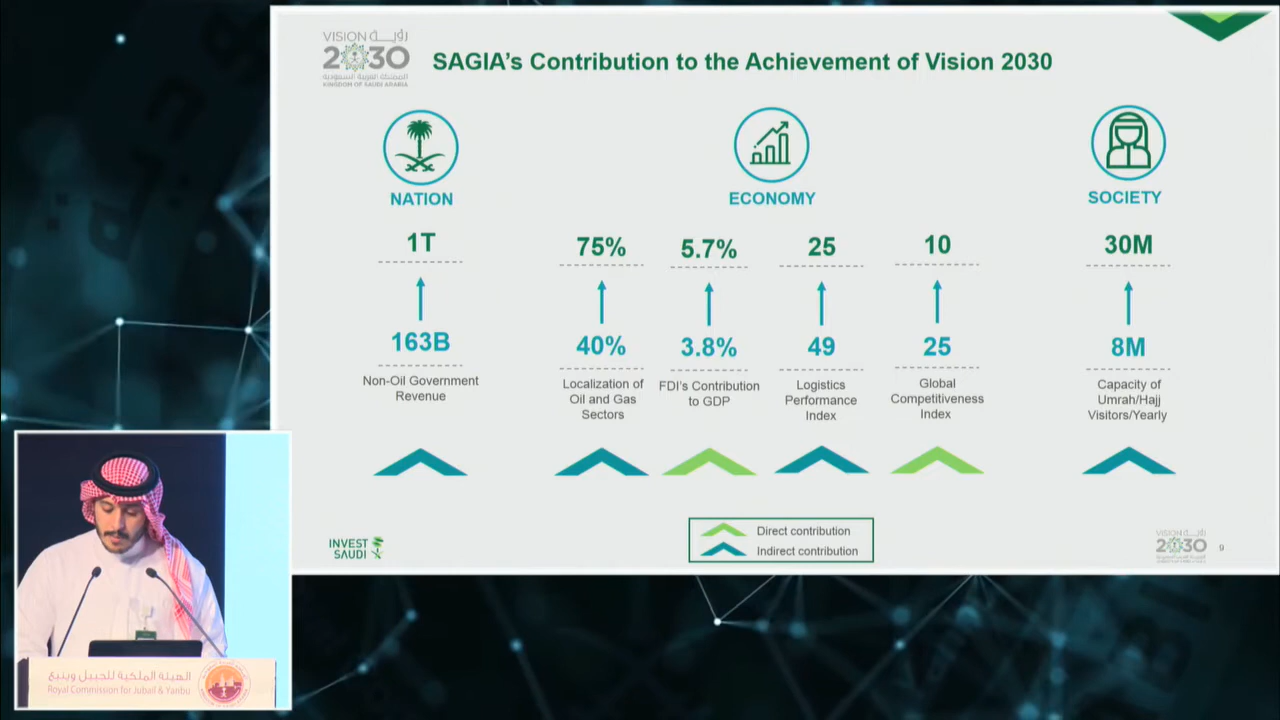 VISION رؤية
2030
المملكة العربية السعودية
KINGDOM OF SAUDI ARABIA
SAGIA's Contribution to the Achievement of Vision 2030
NATION
ECONOMY
SOCIETY
1T
75%
5.7%
25
10
30M
163B
40%
3.8%
49
25
8M
Non-Oil Government
Revenue
Localization of
Oil and Gas
Sectors
FDI's Contribution
to GDP
Logistics
Performance
Index
Global
Competitiveness
Index
Capacity of
Umrah/Hajj
Visitors/Yearly
Direct contribution
Indirect contribution
INVEST
SAUDI
VISION رؤية
2030
9
الهيئة الملكية للجبيل وينبع
Royal Commission for Jubail & Yanbu